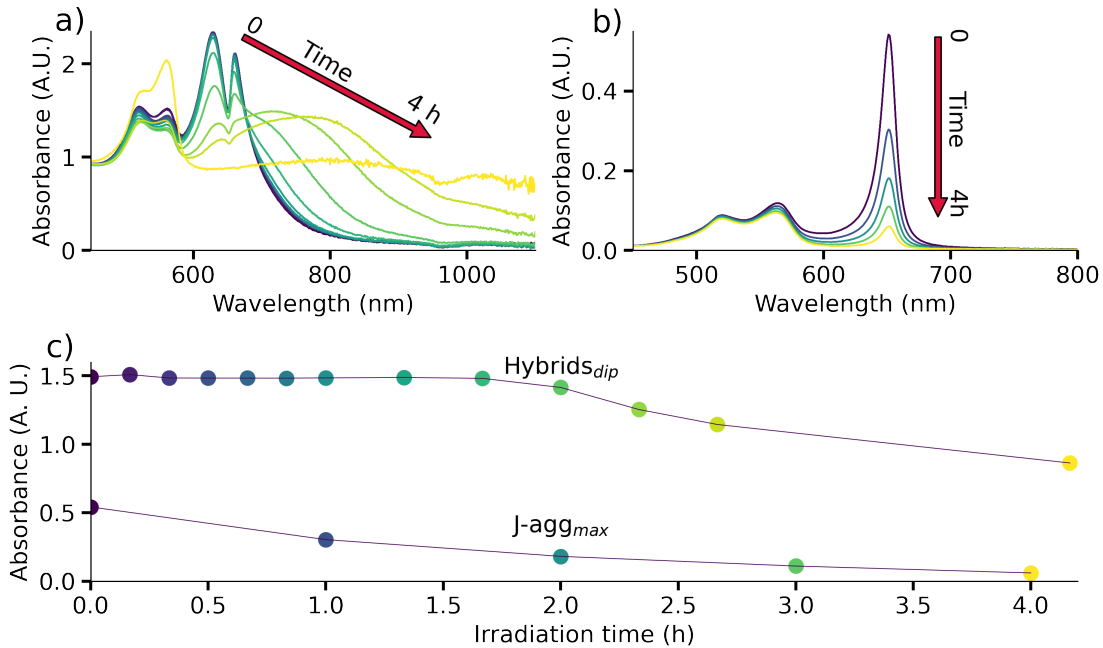 a)
b)
0
Time
4 h
0
Time
4h
2
1
0
0.4
0.2
0.0
Absorbance (A.U.)
Absorbance (A.U.)
600
800
1000
500
600
700
800
Wavelength (nm)
Wavelength (nm)
c)
Hybrids_dip
J-agg_max
1.5
1.0
0.5
0.0
Absorbance (A. U.)
0.0
0.5
1.0
1.5
2.0
2.5
3.0
3.5
4.0
Irradiation time (h)